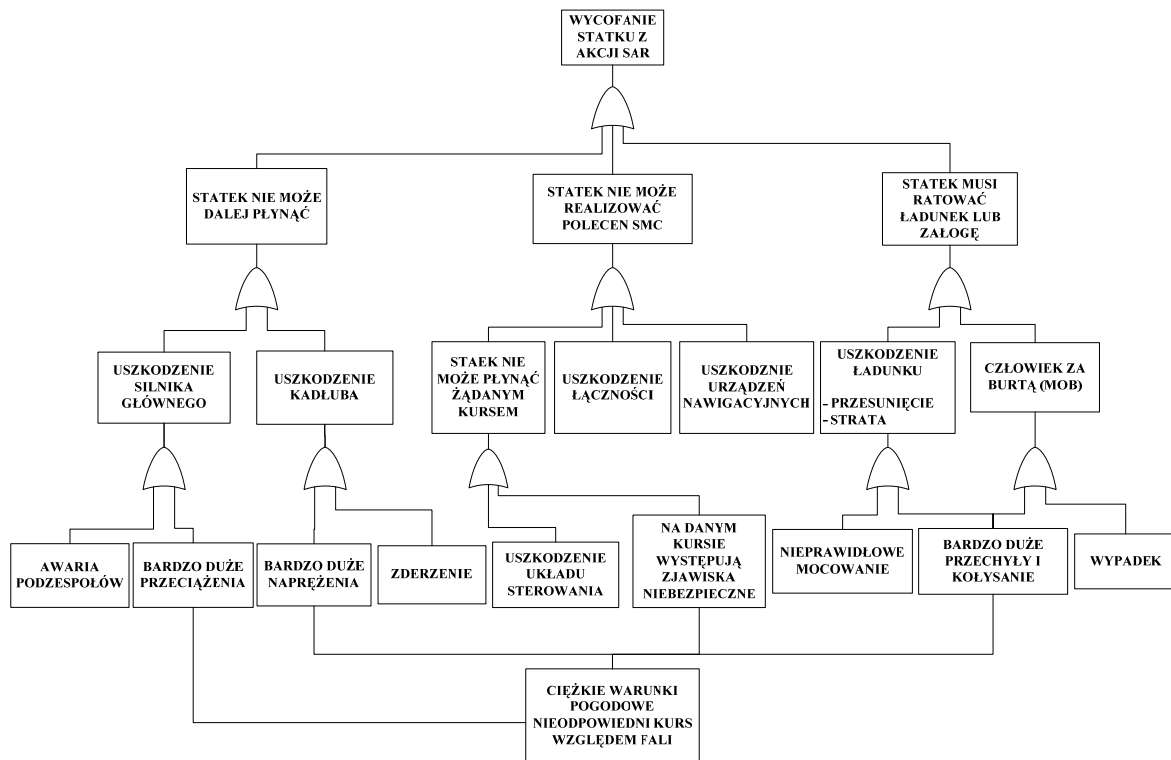 WYCOFANIE
STATKU Z
AKCJI SAR
STATEK NIE MOŻE
DALEJ PŁYNĄĆ
STATEK NIE MOŻE
REALIZOWAĆ
POLECEN SMC
STATEK MUSI
RATOWAĆ
ŁADUNEK LUB
ZAŁOGĘ
USZKODZENIE
SILNIKA
GŁÓWNEGO
USZKODZENIE
KADŁUBA
STAEK NIE
MOŻE PŁYNĄĆ
ŻĄDANYM
KURSEM
USZKODZENIE
ŁĄCZNOŚCI
USZKODZNIE
URZĄDZEŃ
NAWIGACYJNYCH
USZKODZENIE
ŁADUNKU
- PRZESUNIĘCIE
- STRATA
CZŁOWIEK ZA
BURTĄ (MOB)
AWARIA
PODZESPOŁÓW
BARDZO DUŻE
PRZECIĄŻENIA
BARDZO DUŻE
NAPRĘŻENIA
ZDERZENIE
USZKODZENIE
UKŁADU
STEROWANIA
NA DANYM
KURSIE
WYSTĘPUJĄ
ZJAWISKA
NIEBEZPIECZNE
NIEPRAWIDŁOWE
MOCOWANIE
BARDZO DUŻE
PRZECHYŁY I
KOŁYSANIE
WYPADEK
CIĘŻKIE WARUNKI
POGODOWE
NIEODPOWIEDNI KURS
WZGLĘDEM FALI